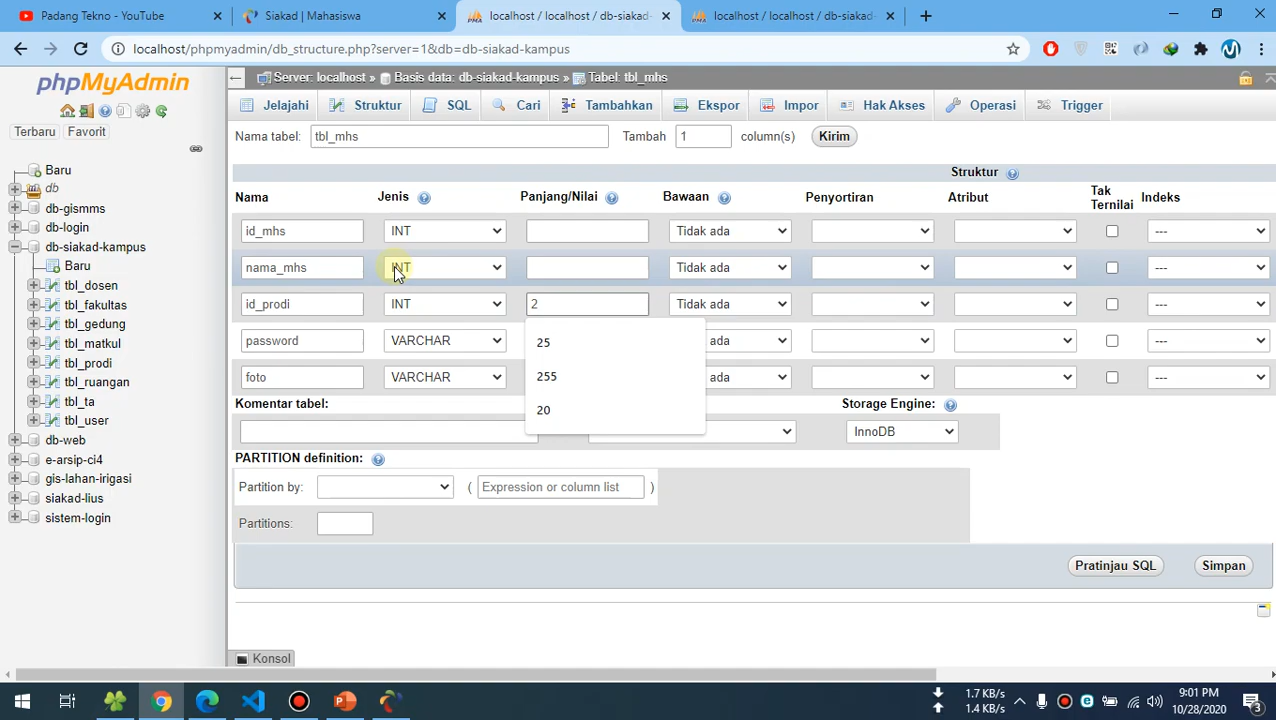 Padang Tekno - YouTube
Siakad | Mahasiswa
localhost / localhost / db-siakad-
localhost / localhost / db-siakad-
localhost/phpmyadmin/db_structure.php?server=1&db=db-siakad-kampus
phpMyAdmin
Terbaru
Favorit
Baru
db
db-gismms
db-login
db-siakad-kampus
Baru
tbl_dosen
tbl_fakultas
tbl_gedung
tbl_matkul
tbl_prodi
tbl_ruangan
tbl_ta
tbl_user
db-web
e-arsip-ci4
gis-lahan-irigasi
siakad-lius
sistem-login
Server: localhost » Basis data: db-siakad-kampus » Tabel: tbl_mhs
Jelajahi Struktur SQL Cari Tambahkan Ekspor Impor Hak Akses Operasi Trigger
Nama tabel: tbl_mhs Tambah 1 column(s) Kirim
Struktur
Nama Jenis Panjang/Nilai Bawaan Penyortiran Atribut Tak Ternilai Indeks
id_mhs INT Tidak ada ---
nama_mhs INT Tidak ada ---
id_prodi INT 2 Tidak ada ---
password VARCHAR ada ---
foto VARCHAR ada ---
25
255
20
Komentar tabel: Storage Engine:
InnoDB
PARTITION definition:
Partition by: ( Expression or column list )
Partitions:
Pratinjau SQL Simpan
Konsol
1.7 KB/s
1.4 KB/s
9:01 PM
10/28/2020
3